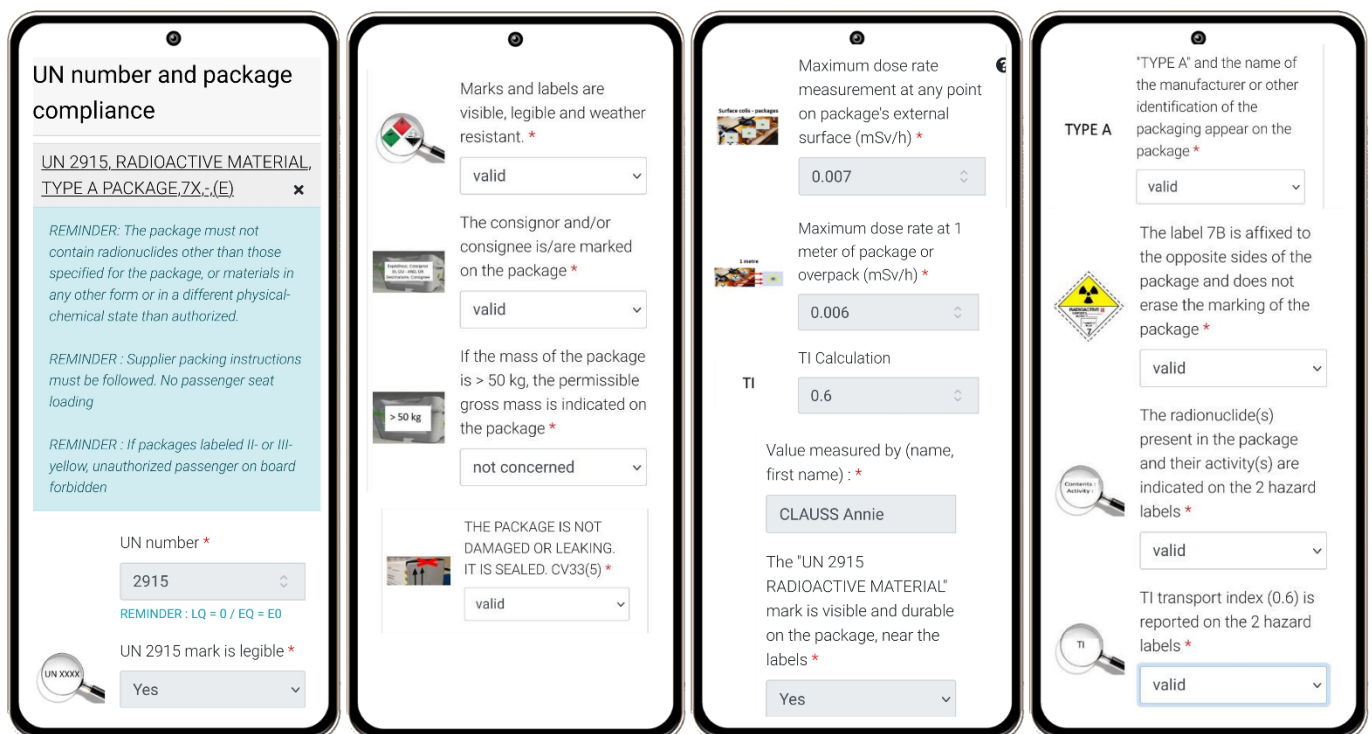 UN number and package
compliance
UN 2915, RADIOACTIVE MATERIAL,
TYPE A PACKAGE,7X,-,(E)
×
REMINDER: The package must not
contain radionuclides other than those
specified for the package, or materials in
any other form or in a different physical-
chemical state than authorized.
REMINDER : Supplier packing instructions
must be followed. No passenger seat
loading
REMINDER : If packages labeled II- or III-
yellow, unauthorized passenger on board
forbidden
UN number *
2915
REMINDER : LQ = 0 / EQ = E0
UN 2915 mark is legible *
UN XXXX
Yes
Marks and labels are
visible, legible and weather
resistant. *
valid
The consignor and/or
consignee is/are marked
on the package *
valid
If the mass of the package
is > 50 kg, the permissible
gross mass is indicated on
the package *
> 50 kg
not concerned
THE PACKAGE IS NOT
DAMAGED OR LEAKING.
IT IS SEALED. CV33(5) *
valid
Maximum dose rate
measurement at any point
on package's external
surface (mSv/h) *
?
Surface colis - packages
0.007
Maximum dose rate at 1
meter of package or
overpack (mSv/h) *
1 metre
0.006
TI Calculation
TI
0.6
Value measured by (name,
first name) : *
CLAUSS Annie
The "UN 2915
RADIOACTIVE MATERIAL"
mark is visible and durable
on the package, near the
labels *
Yes
"TYPE A" and the name of
the manufacturer or other
identification of the
packaging appear on the
package *
TYPE A
valid
The label 7B is affixed to
the opposite sides of the
package and does not
erase the marking of the
package *
RADIOACTIVE II
7
valid
The radionuclide(s)
present in the package
and their activity(s) are
indicated on the 2 hazard
labels *
Contents :
Activity :
valid
TI transport index (0.6) is
reported on the 2 hazard
labels *
TI
valid